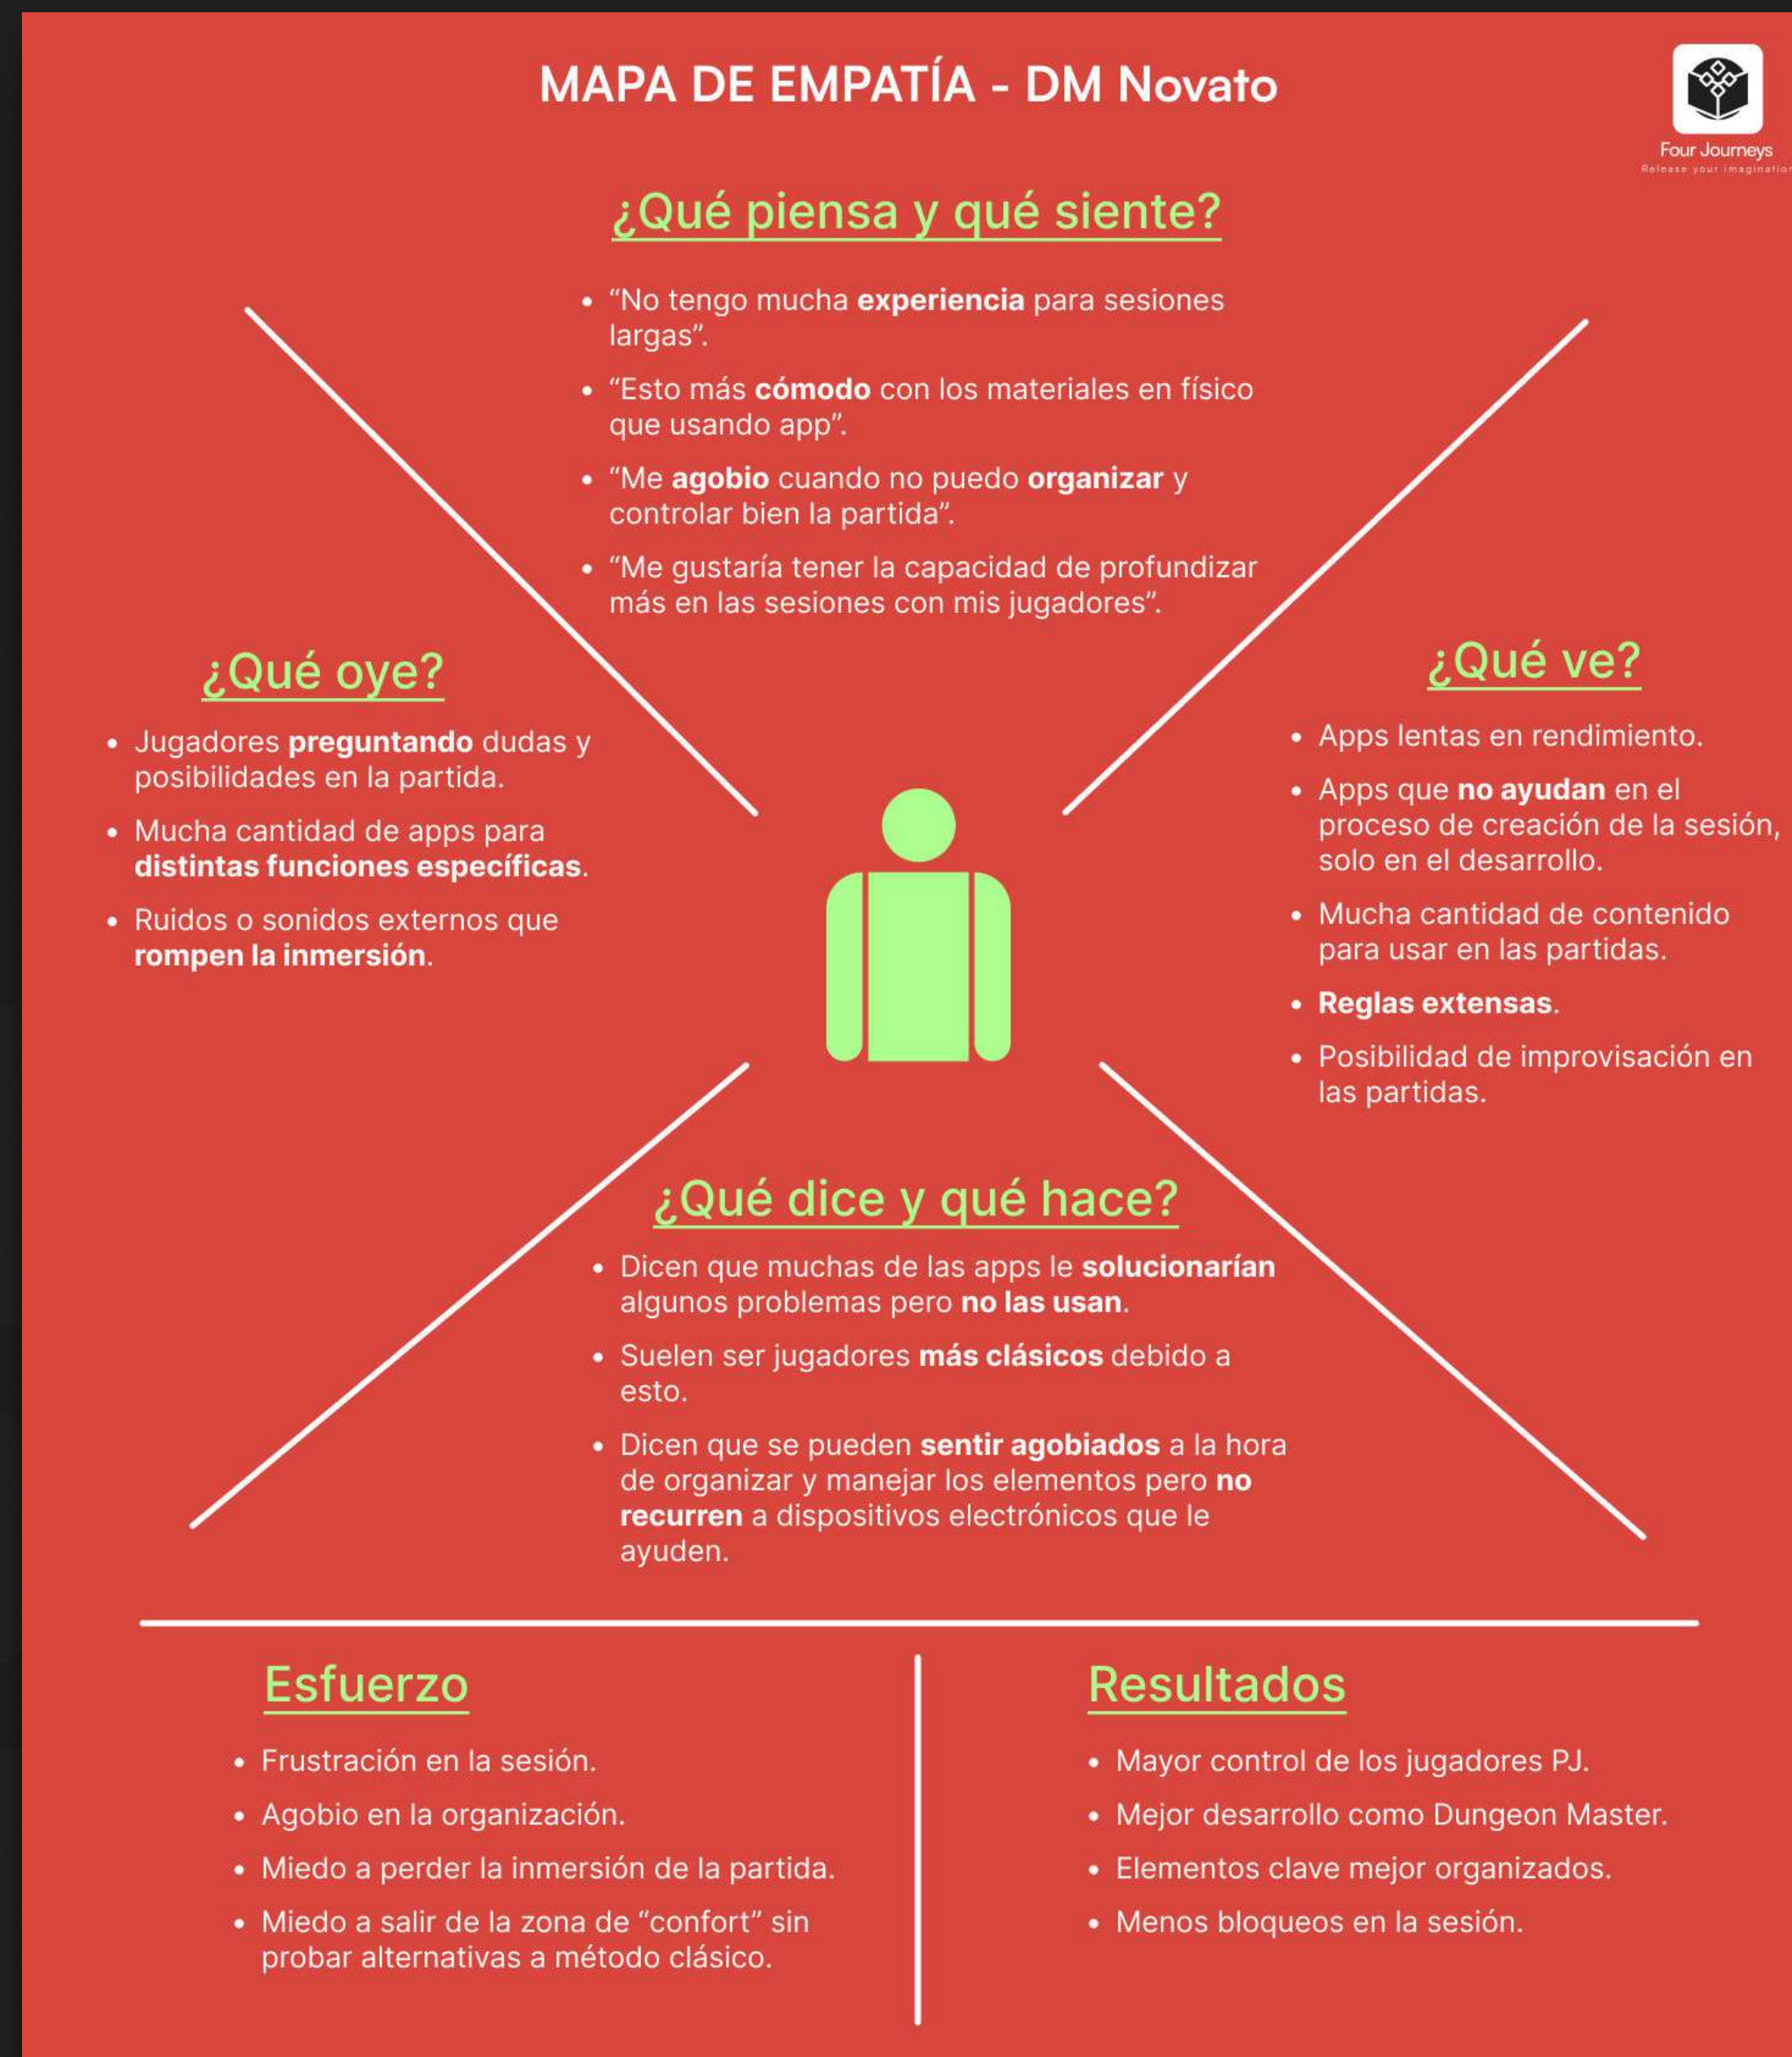 MAPA DE EMPATÍA - DM Novato
Four Journeys
Release your imagination
¿Qué piensa y qué siente?
• “No tengo mucha experiencia para sesiones
largas”.
• “Esto más cómodo con los materiales en físico
que usando app”.
• “Me agobio cuando no puedo organizar y
controlar bien la partida”.
• “Me gustaría tener la capacidad de profundizar
más en las sesiones con mis jugadores”.
¿Qué oye?
• Jugadores preguntando dudas y
posibilidades en la partida.
• Mucha cantidad de apps para
distintas funciones específicas.
• Ruidos o sonidos externos que
rompen la inmersión.
¿Qué ve?
• Apps lentas en rendimiento.
• Apps que no ayudan en el
proceso de creación de la sesión,
solo en el desarrollo.
• Mucha cantidad de contenido
para usar en las partidas.
• Reglas extensas.
• Posibilidad de improvisación en
las partidas.
¿Qué dice y qué hace?
• Dicen que muchas de las apps le solucionarían
algunos problemas pero no las usan.
• Suelen ser jugadores más clásicos debido a
esto.
• Dicen que se pueden sentir agobiados a la hora
de organizar y manejar los elementos pero no
recurren a dispositivos electrónicos que le
ayuden.
Esfuerzo
• Frustración en la sesión.
• Agobio en la organización.
• Miedo a perder la inmersión de la partida.
• Miedo a salir de la zona de “confort” sin
probar alternativas a método clásico.
Resultados
• Mayor control de los jugadores PJ.
• Mejor desarrollo como Dungeon Master.
• Elementos clave mejor organizados.
• Menos bloqueos en la sesión.